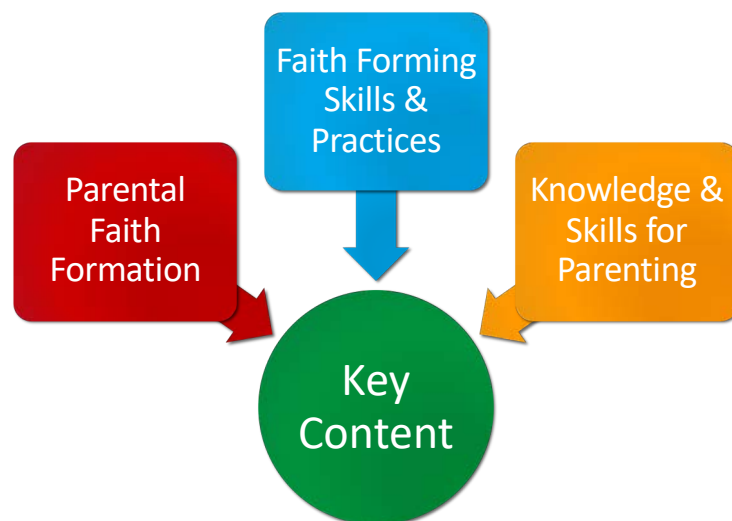 Faith Forming
Skills &
Practices
Parental
Faith
Formation
Knowledge &
Skills for
Parenting
Key
Content